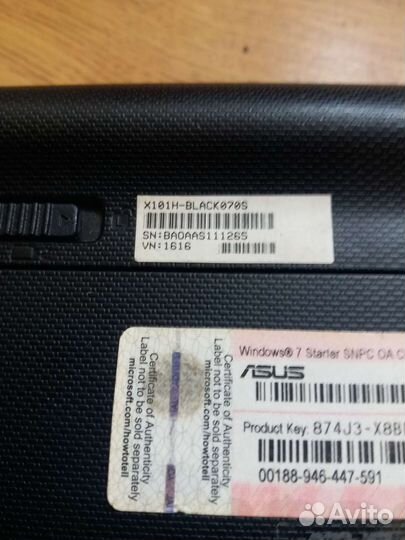 X101H-BLACK070S
SN:BAOAAS111265
VN:1616
Certificate of Authenticity
Label not to be sold separately
microsoft.com/howtotell
Certificate of Authenticity
Label not to be sold separately
microsoft.com/howtotell
Windows® 7 Starter SNPC OA C
ASUS
Product Key: 874J3-X8B
00188-946-447-591
Avito